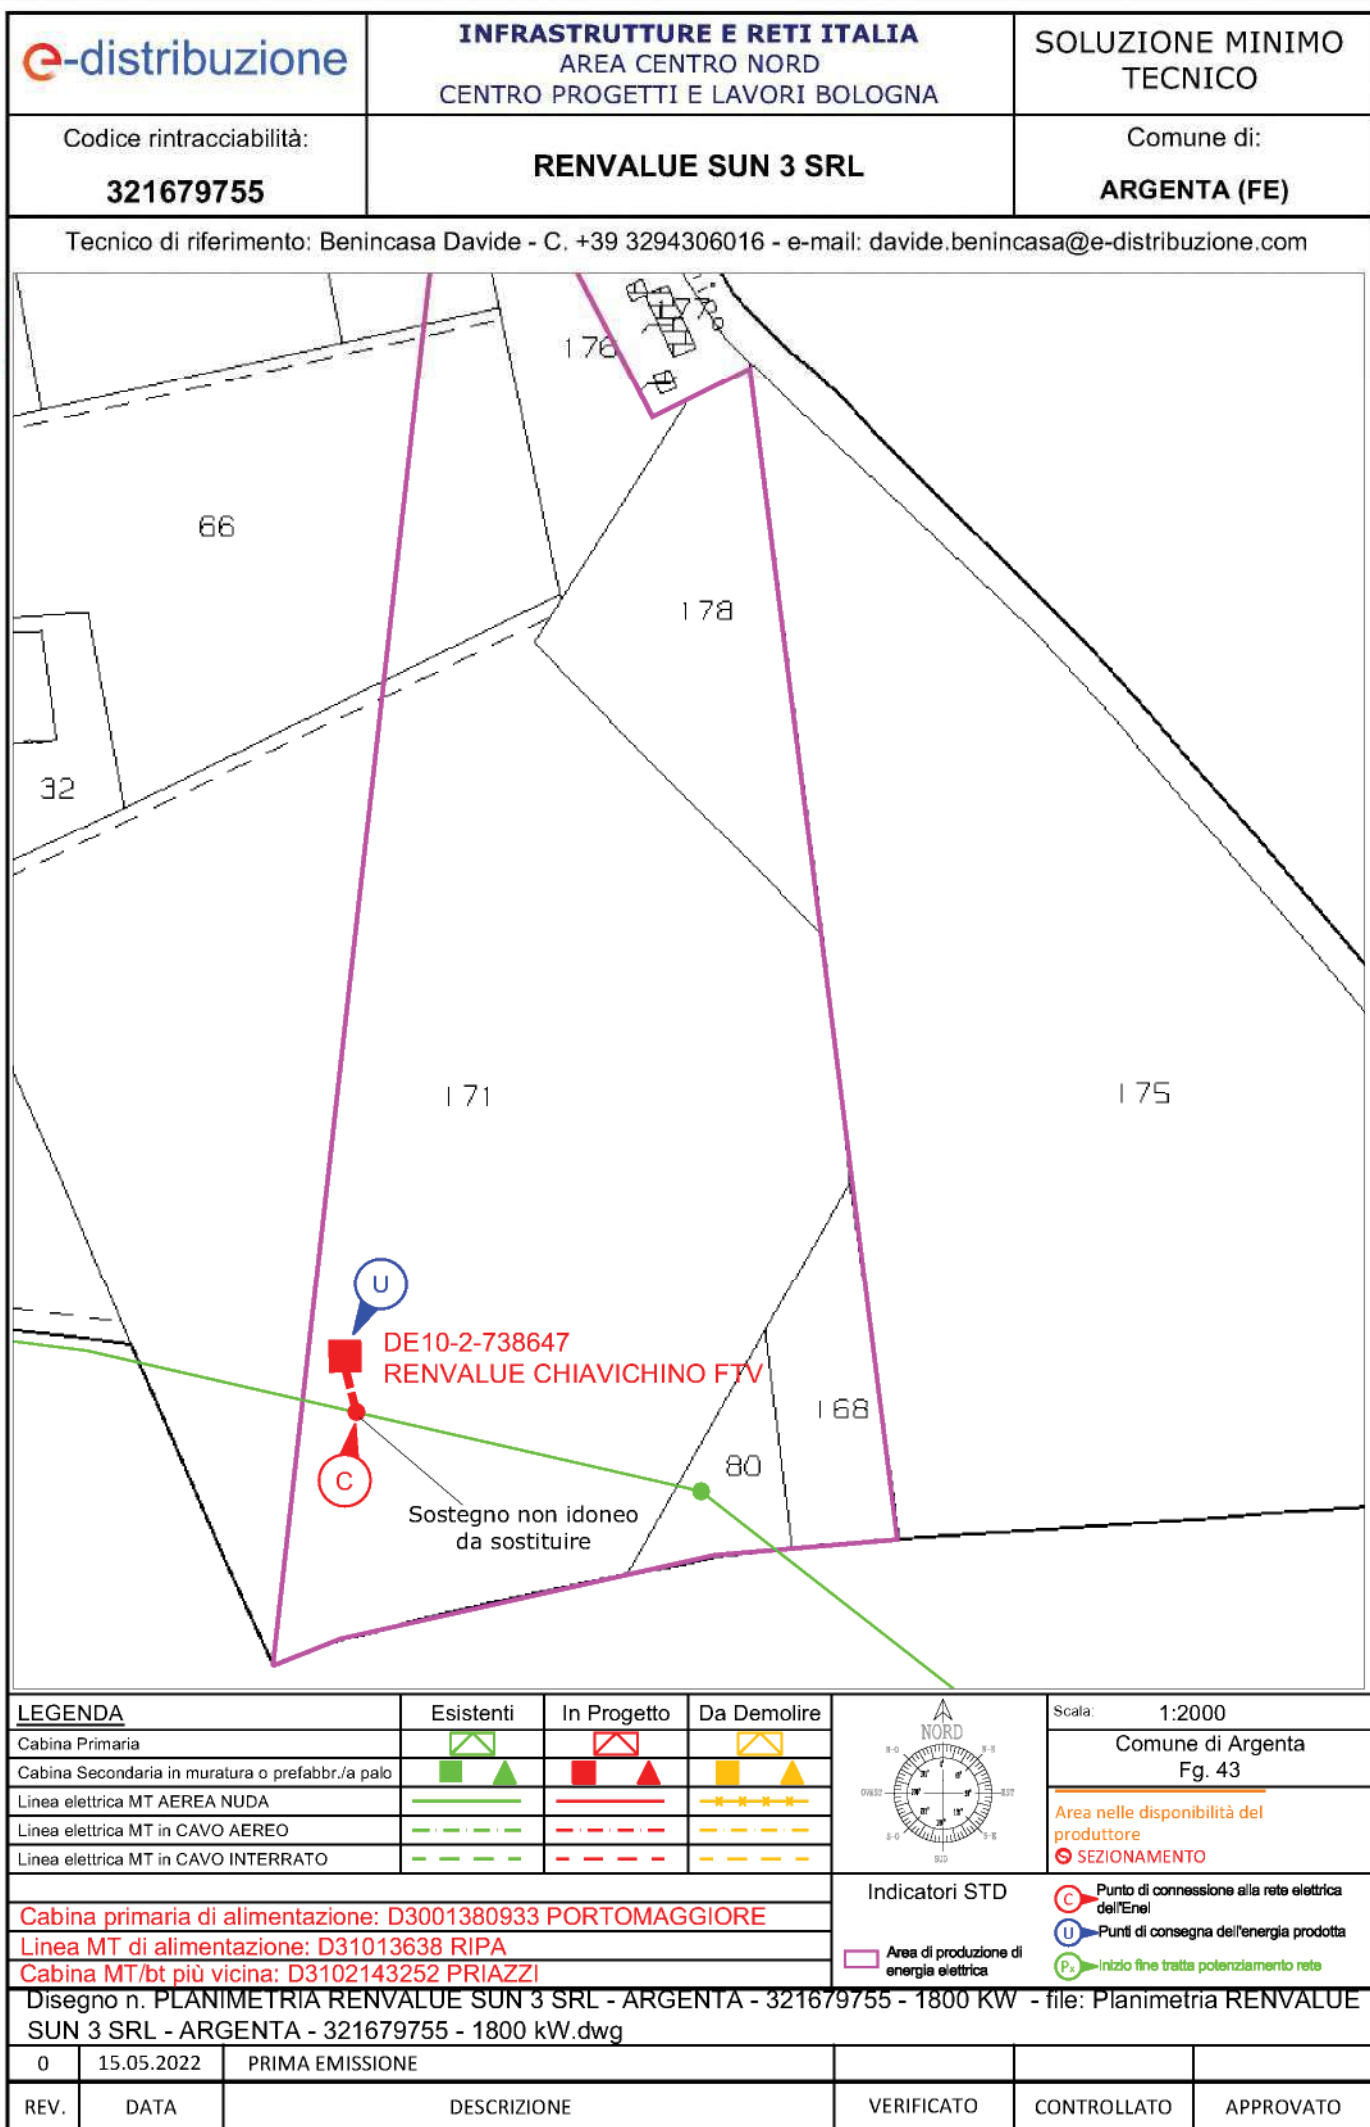 e-distribuzione
INFRASTRUTTURE E RETI ITALIA
AREA CENTRO NORD
CENTRO PROGETTI E LAVORI BOLOGNA
SOLUZIONE MINIMO
TECNICO
Codice rintracciabilità:
321679755
RENVALUE SUN 3 SRL
Comune di:
ARGENTA (FE)
Tecnico di riferimento: Benincasa Davide - C. +39 3294306016 - e-mail: davide.benincasa@e-distribuzione.com
176
66
178
32
171
175
U
DE10-2-738647
RENVALUE CHIAVICHINO FTV
168
80
C
Sostegno non idoneo
da sostituire
LEGENDA
Esistenti
In Progetto
Da Demolire
Cabina Primaria
Cabina Secondaria in muratura o prefabbr./a palo
Linea elettrica MT AEREA NUDA
Linea elettrica MT in CAVO AEREO
Linea elettrica MT in CAVO INTERRATO
NORD
N-O
N-E
OVEST
EST
S-O
S-E
SUD
Scala: 1:2000
Comune di Argenta
Fg. 43
Area nelle disponibilità del
produttore
SEZIONAMENTO
Cabina primaria di alimentazione: D3001380933 PORTOMAGGIORE
Linea MT di alimentazione: D31013638 RIPA
Cabina MT/bt più vicina: D3102143252 PRIAZZI
Indicatori STD
Area di produzione di
energia elettrica
C Punto di connessione alla rete elettrica
dell'Enel
U Punti di consegna dell'energia prodotta
Px Inizio fine tratta potenziamento rete
Disegno n. PLANIMETRIA RENVALUE SUN 3 SRL - ARGENTA - 321679755 - 1800 KW - file: Planimetria RENVALUE
SUN 3 SRL - ARGENTA - 321679755 - 1800 kW.dwg
0 15.05.2022 PRIMA EMISSIONE
REV. DATA DESCRIZIONE VERIFICATO CONTROLLATO APPROVATO